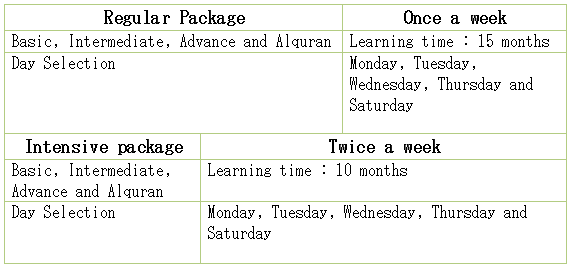 Regular Package
Once a week
Basic, Intermediate, Advance and Alquran
Learning time : 15 months
Day Selection
Monday, Tuesday,
Wednesday, Thursday and
Saturday
Intensive package
Twice a week
Basic, Intermediate,
Advance and Alquran
Learning time : 10 months
Day Selection
Monday, Tuesday, Wednesday, Thursday and
Saturday